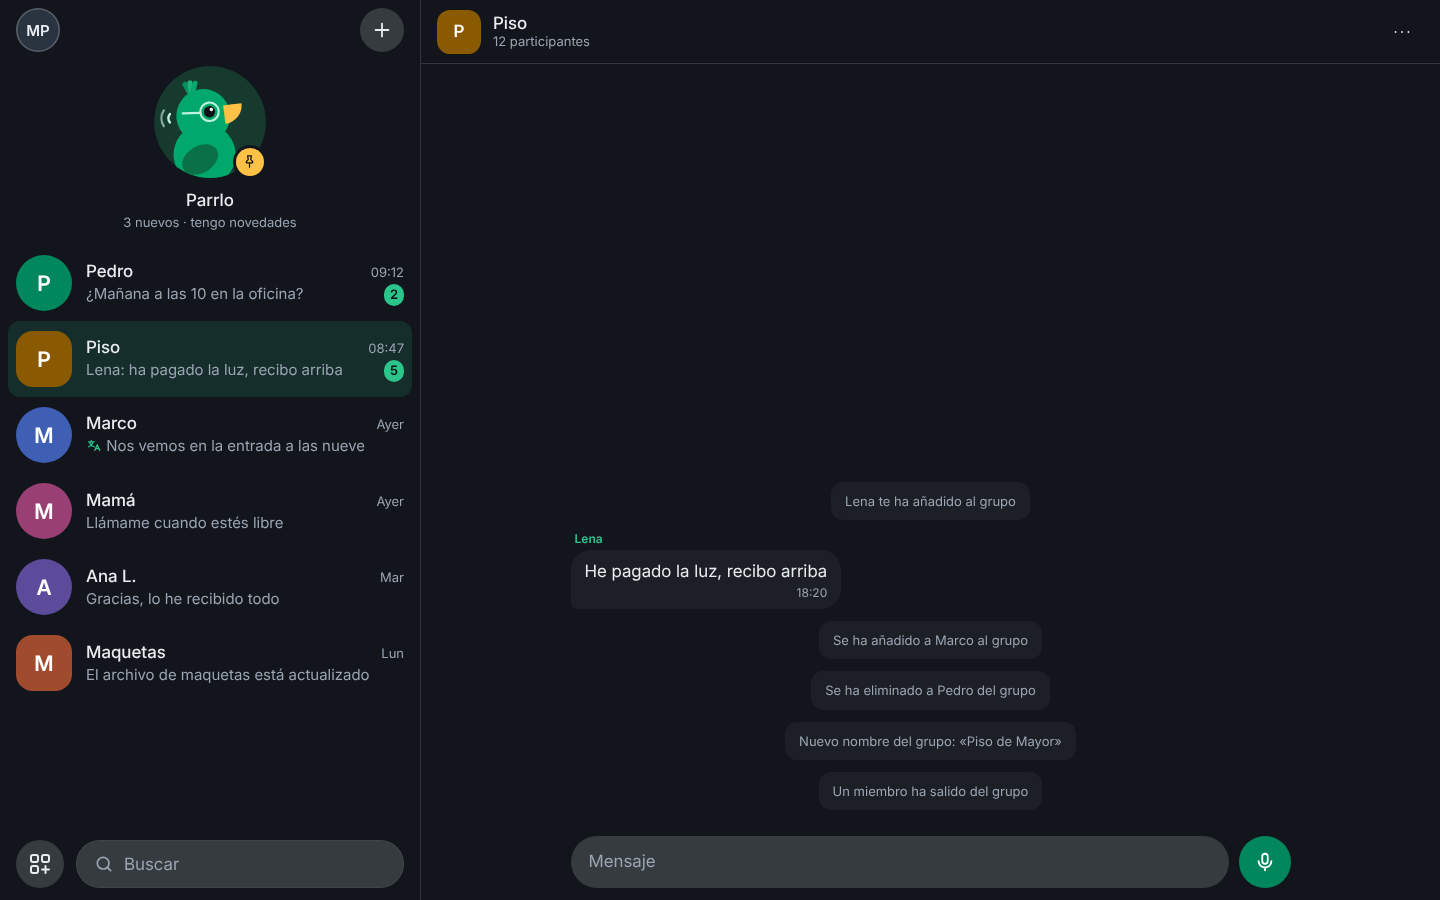 MP
Parrlo
3 nuevos · tengo novedades
P
Pedro
09:12
¿Mañana a las 10 en la oficina?
2
P
Piso
08:47
Lena: ha pagado la luz, recibo arriba
5
M
Marco
Ayer
Nos vemos en la entrada a las nueve
M
Mamá
Ayer
Llámame cuando estés libre
A
Ana L.
Mar
Gracias, lo he recibido todo
M
Maquetas
Lun
El archivo de maquetas está actualizado
Buscar
P
Piso
12 participantes
Lena te ha añadido al grupo
Lena
He pagado la luz, recibo arriba
18:20
Se ha añadido a Marco al grupo
Se ha eliminado a Pedro del grupo
Nuevo nombre del grupo: «Piso de Mayor»
Un miembro ha salido del grupo
Mensaje